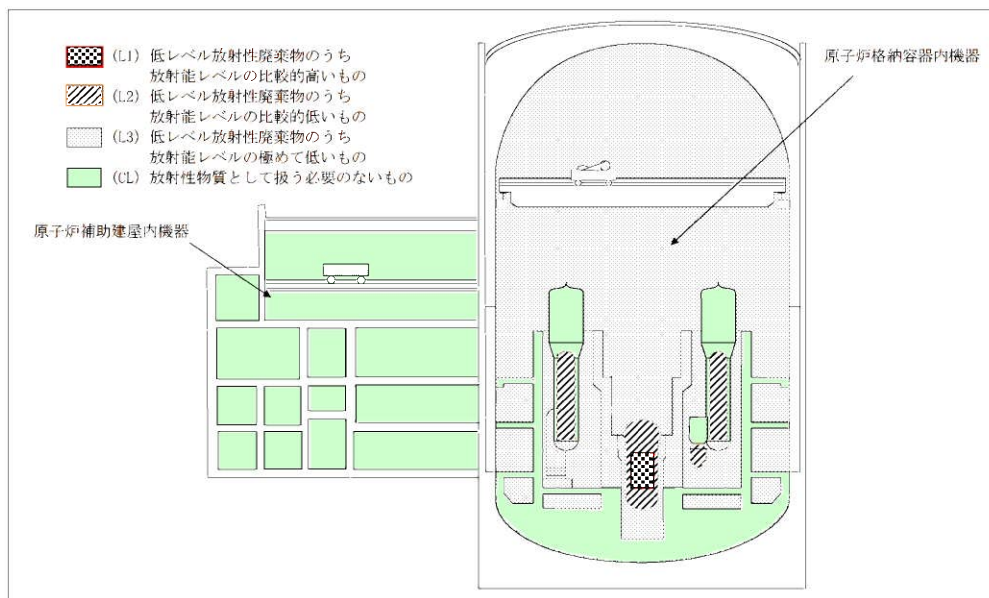 (L1) 低レベル放射性廃棄物のうち
放射能レベルの比較的高いもの
(L2) 低レベル放射性廃棄物のうち
放射能レベルの比較的低いもの
(L3) 低レベル放射性廃棄物のうち
放射能レベルの極めて低いもの
(CL) 放射性物質として扱う必要のないもの
原子炉格納容器内機器
原子炉補助建屋内機器